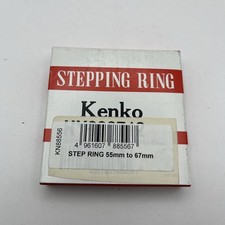 STEPPING RING
Kenko
KN88556
4 961607 885567
STEP RING 55mm to 67mm